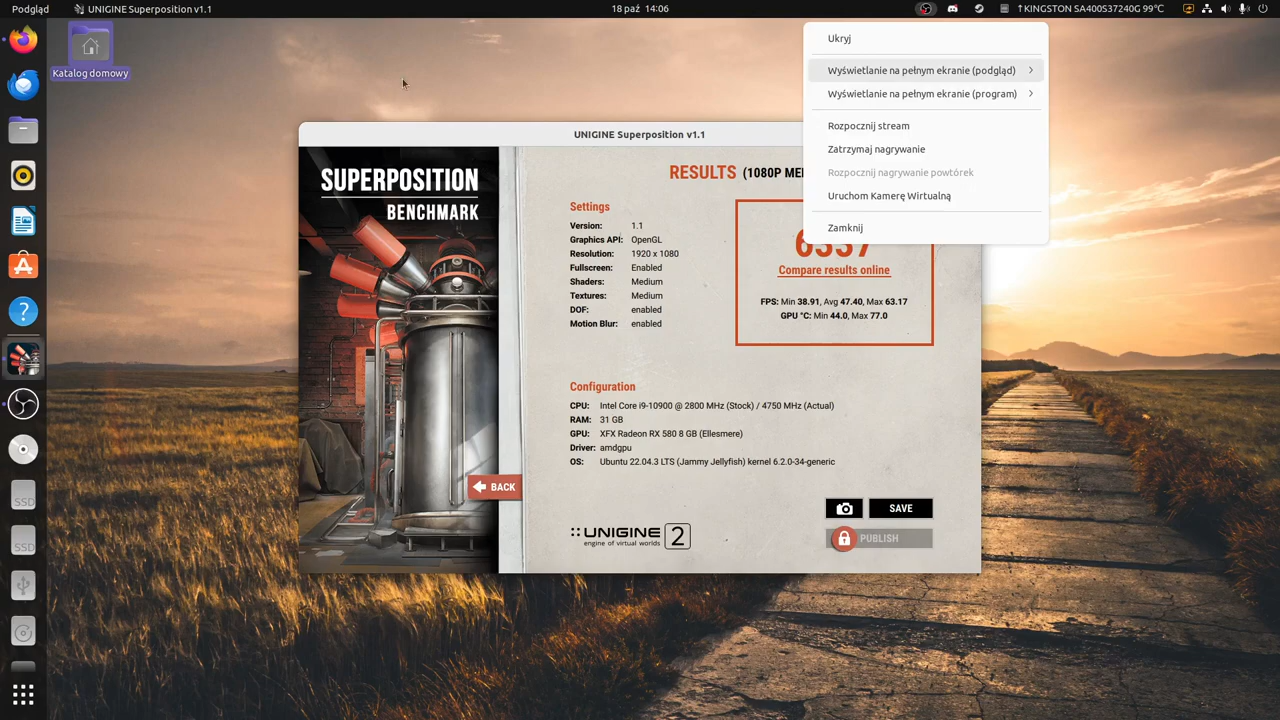 Podgląd
UNIGINE Superposition v1.1
18 paź 14:06
↑KINGSTON SA400S37240G 99℃
Katalog domowy
Ukryj
Wyświetlanie na pełnym ekranie (podgląd)
Wyświetlanie na pełnym ekranie (program)
Rozpocznij stream
Zatrzymaj nagrywanie
Rozpocznij nagrywanie powtórek
Uruchom Kamerę Wirtualną
Zamknij
UNIGINE Superposition v1.1
SUPERPOSITION
BENCHMARK
RESULTS (1080P ME
Settings
Version: 1.1
Graphics API: OpenGL
Resolution: 1920 x 1080
Fullscreen: Enabled
Shaders: Medium
Textures: Medium
DOF: enabled
Motion Blur: enabled
6337
Compare results online
FPS: Min 38.91, Avg 47.40, Max 63.17
GPU °C: Min 44.0, Max 77.0
Configuration
CPU: Intel Core i9-10900 @ 2800 MHz (Stock) / 4750 MHz (Actual)
RAM: 31 GB
GPU: XFX Radeon RX 580 8 GB (Ellesmere)
Driver: amdgpu
OS: Ubuntu 22.04.3 LTS (Jammy Jellyfish) kernel 6.2.0-34-generic
BACK
SAVE
PUBLISH
UNIGINE 2
engine of virtual worlds
SSD
SSD